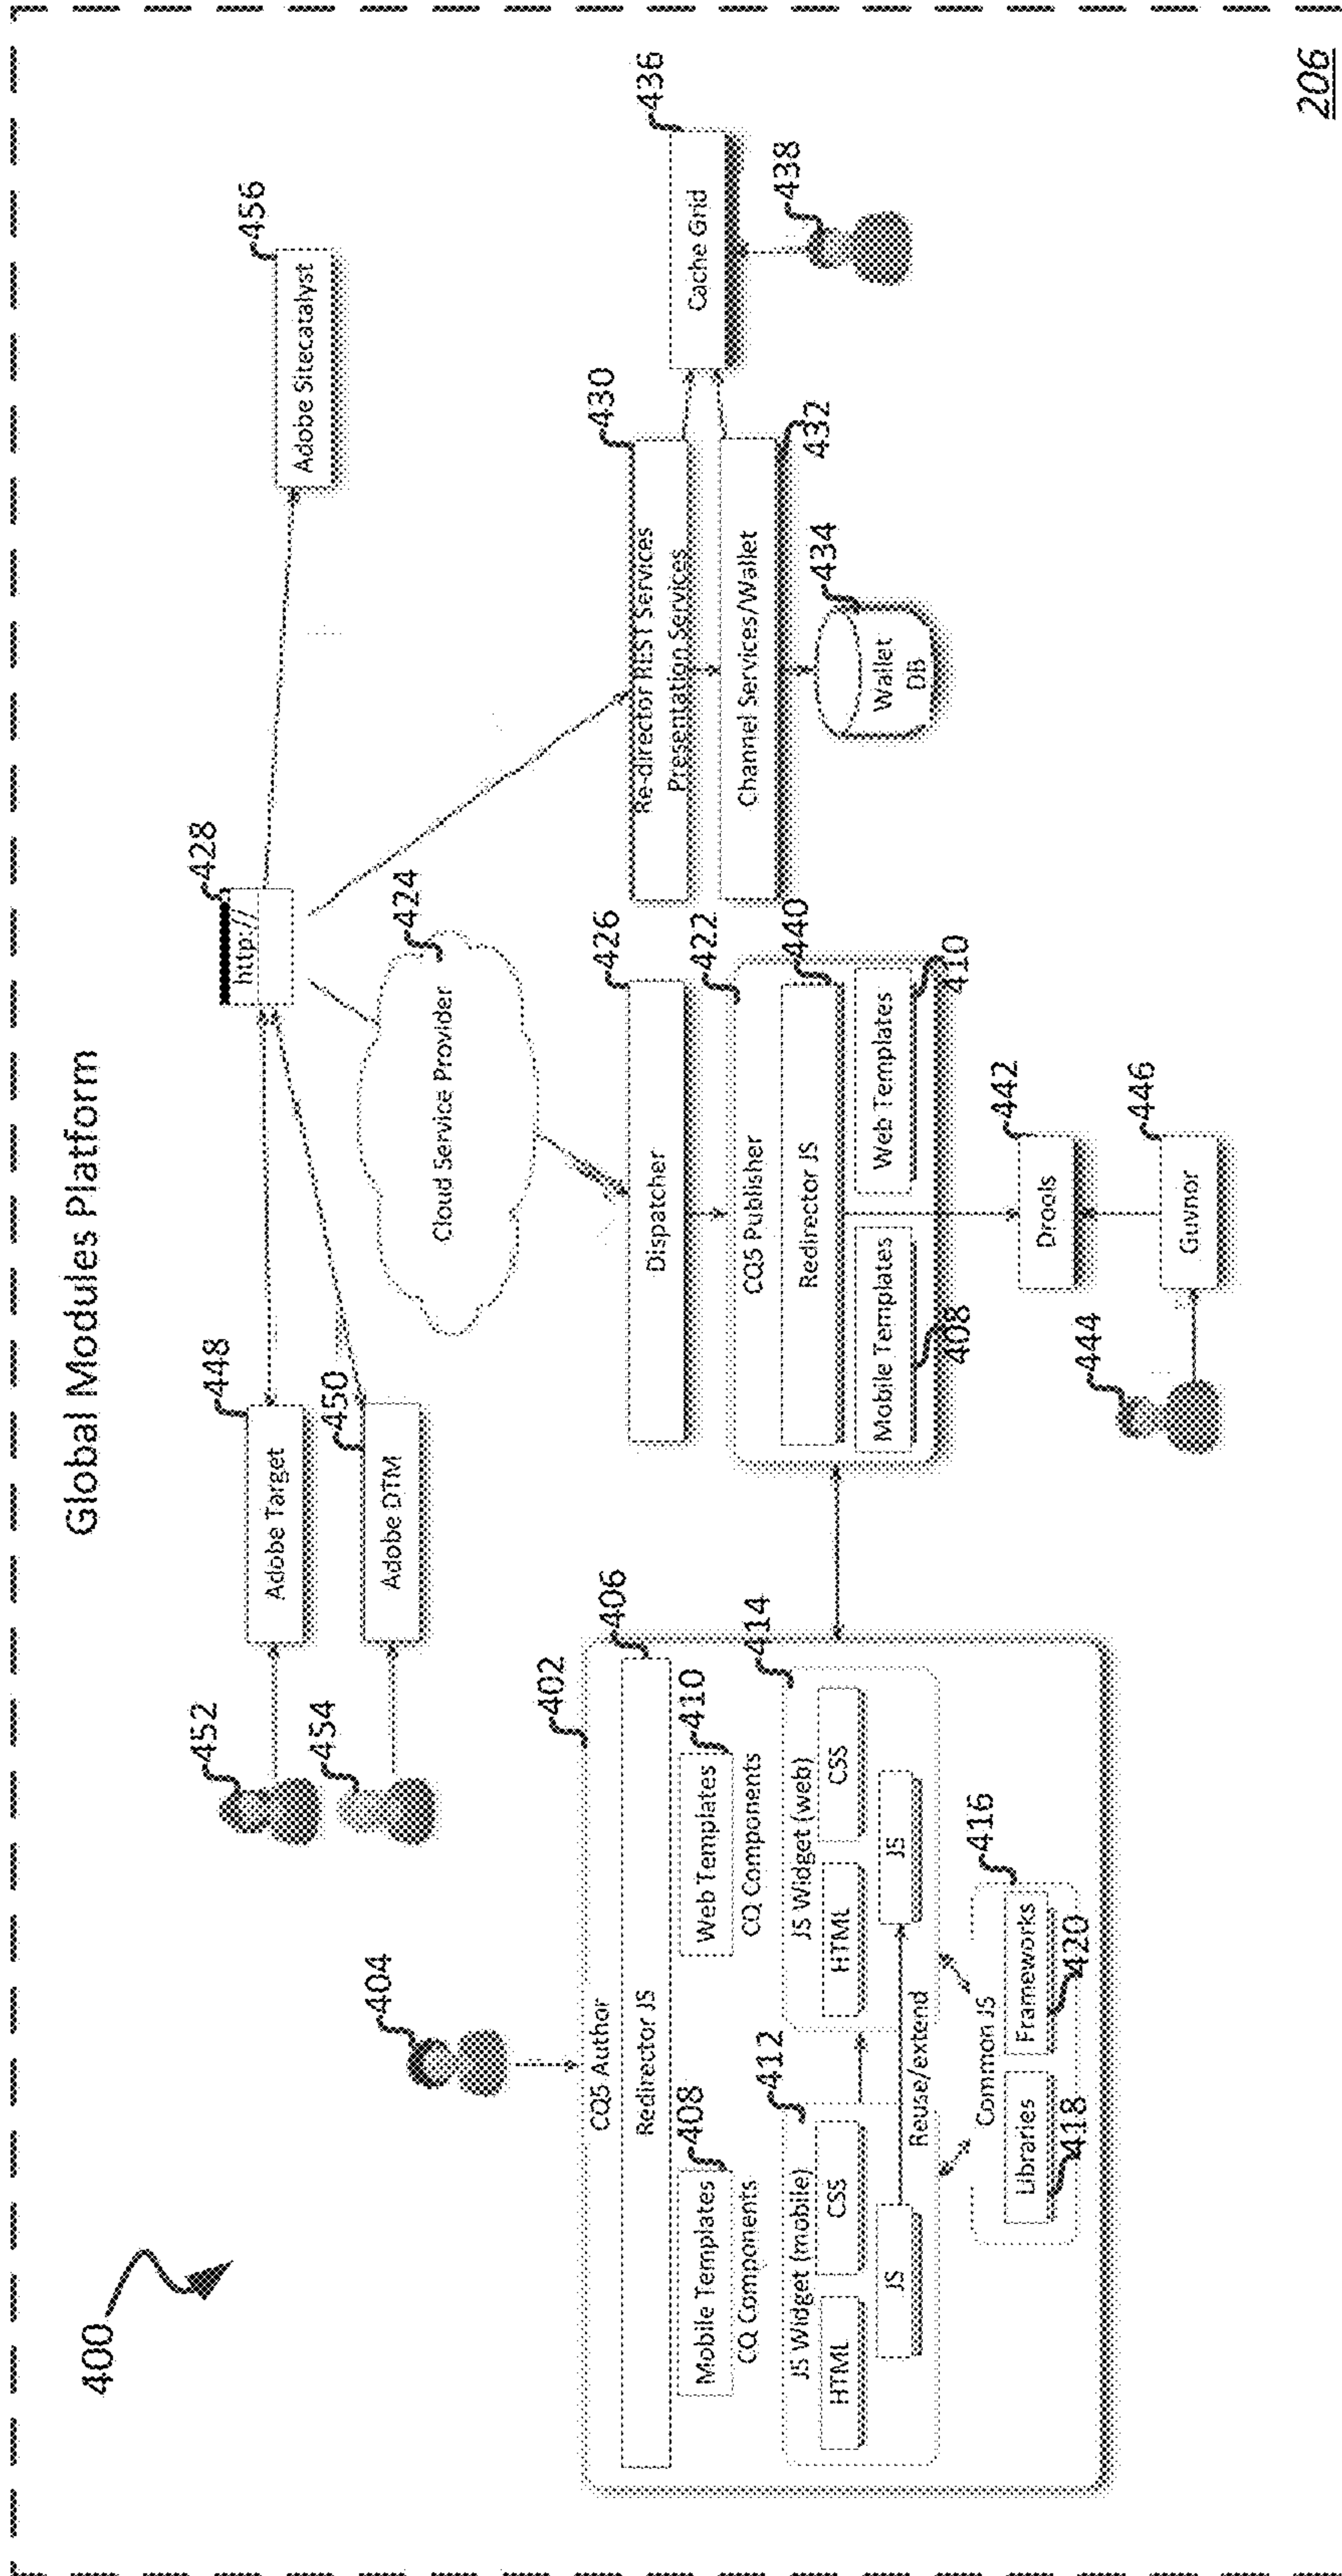 Global Modules Platform
400
452
454
448
Adobe Target
450
Adobe DTM
428
http://
456
Adobe Sitecatalyst
404
424
Cloud Service Provider
402
CQ5 Author
406
Redirector JS
408
Mobile Templates
CQ Components
410
Web Templates
CQ Components
412
JS Widget (mobile)
HTML
CSS
JS
414
JS Widget (web)
HTML
CSS
JS
Reuse/extend
416
Common JS
Libraries
418
Frameworks
420
426
Dispatcher
422
CQ5 Publisher
440
Redirector JS
Mobile Templates
408
Web Templates
410
442
Drools
444
446
Guvnor
430
Re-director REST Services
Presentation Services
432
Channel Services/Wallet
434
Wallet
DB
436
Cache Grid
438
206